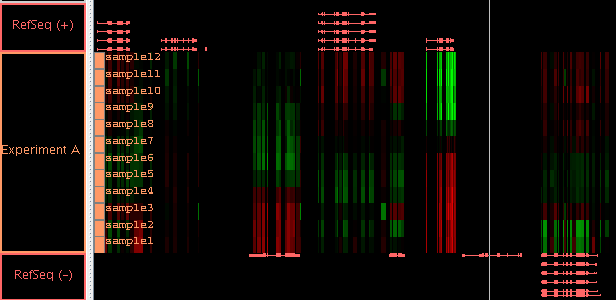 RefSeq (+)
sample12
sample11
sample10
sample9
sample8
sample7
Experiment A
sample6
sample5
sample4
sample3
sample2
sample1
RefSeq (–)